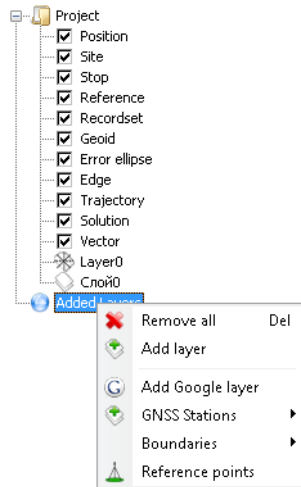 Project
Position
Site
Stop
Reference
Recordset
Geoid
Error ellipse
Edge
Trajectory
Solution
Vector
Layer0
Слой0
Added Layers
Remove all Del
Add layer
G Add Google layer
GNSS Stations
Boundaries
Reference points